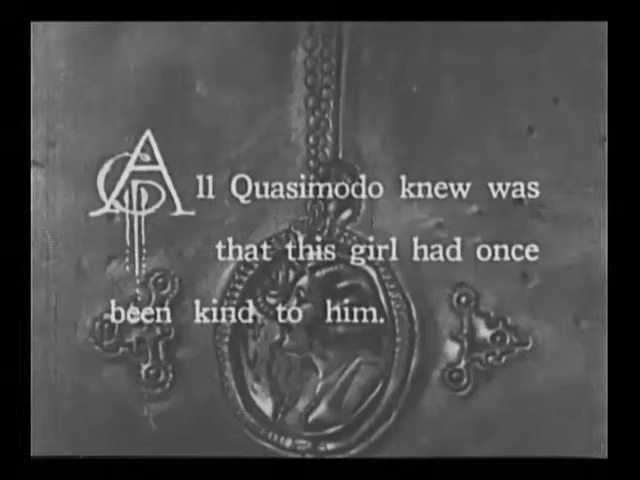 All Quasimodo knew was
that this girl had once
been kind to him.